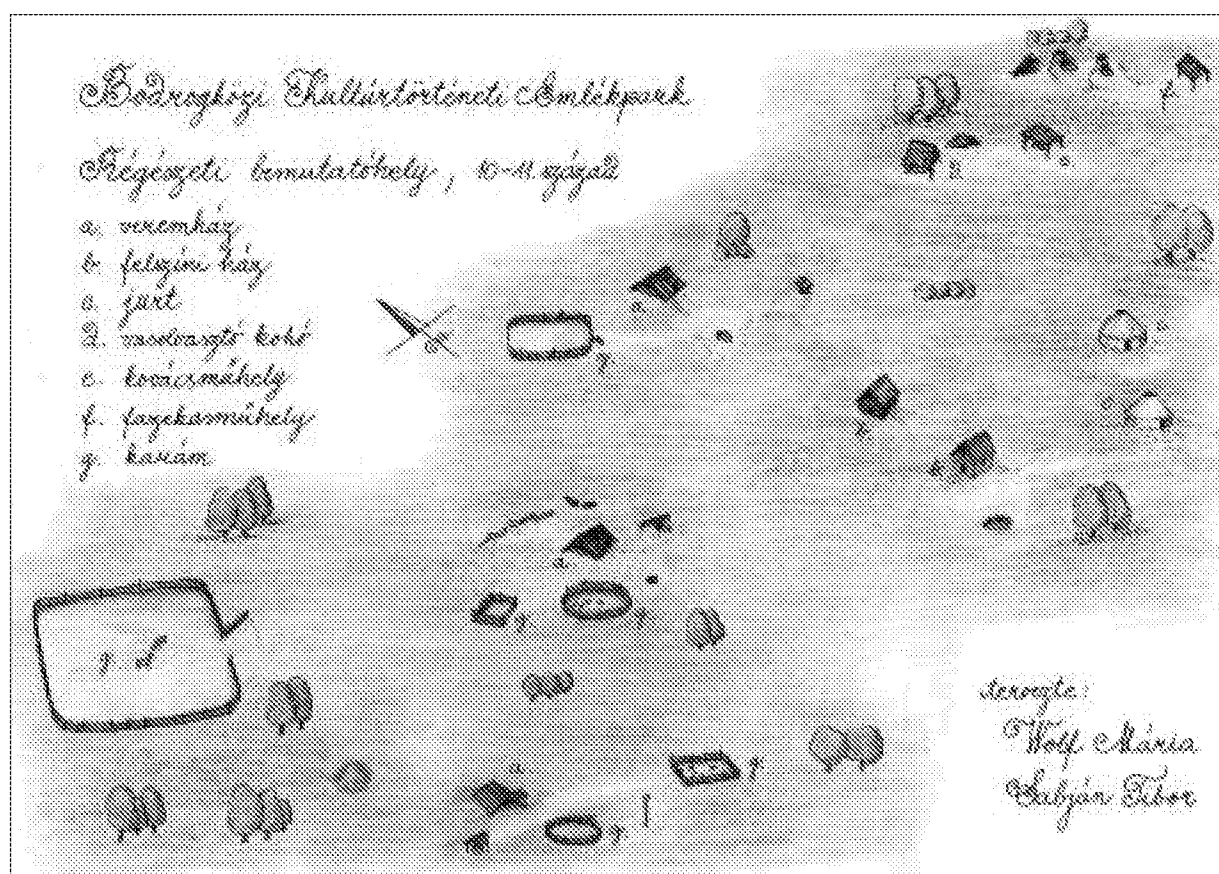 Bodrogközi Kultúrtörténeti Emlékpark
Régészeti bemutatóhely, 10-11. század
a. veremház
b. felszíni ház
c. jurt
d. vasolvasztó kohó
e. kovácsműhely
f. fazekasműhely
g. karám
tervezte:
Wolf Mária
Sabján Tibor